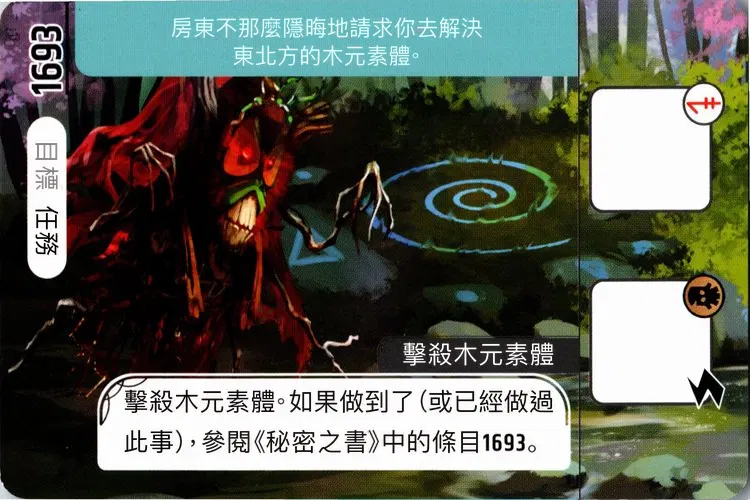 房東不那麼隱晦地請求你去解決
東北方的木元素體。
1693
目標 任務
擊殺木元素體
擊殺木元素體。如果做到了（或已經做過
此事），參閱《秘密之書》中的條目1693。